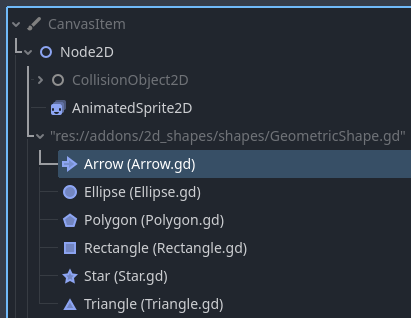 CanvasItem
Node2D
CollisionObject2D
AnimatedSprite2D
"res://addons/2d_shapes/shapes/GeometricShape.gd"
Arrow (Arrow.gd)
Ellipse (Ellipse.gd)
Polygon (Polygon.gd)
Rectangle (Rectangle.gd)
Star (Star.gd)
Triangle (Triangle.gd)